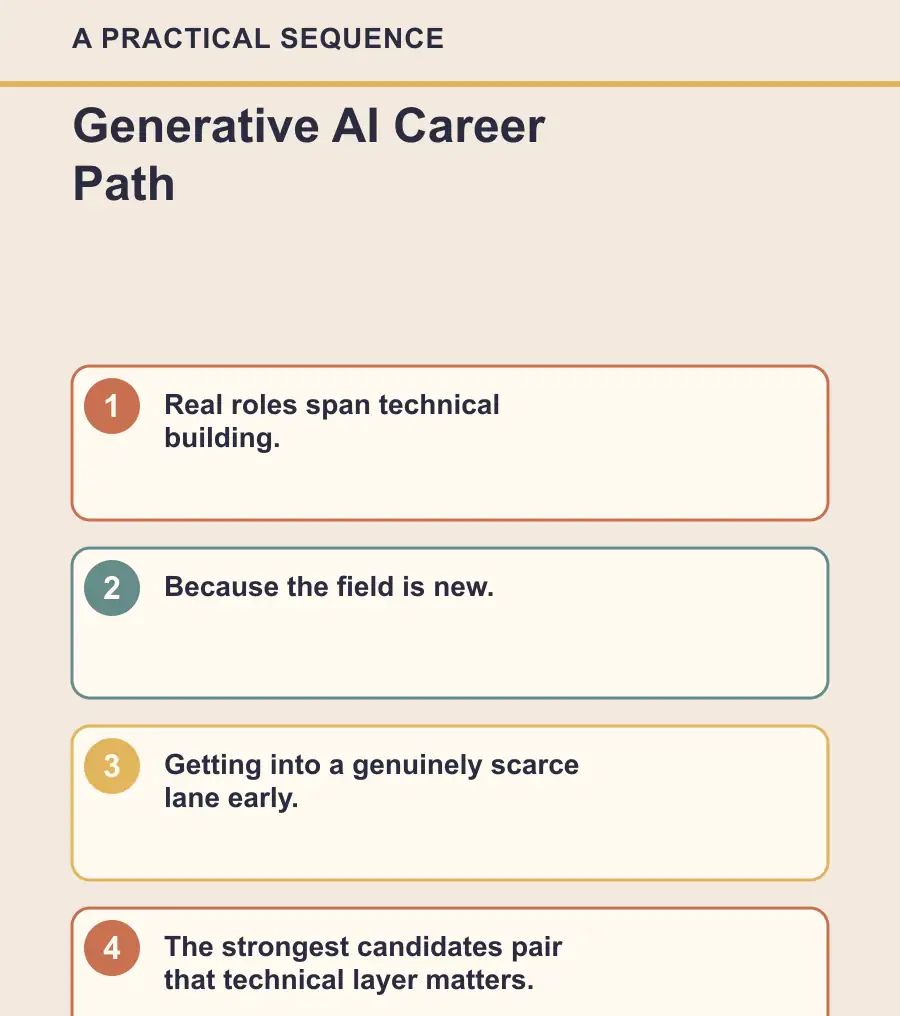 A PRACTICAL SEQUENCE
Generative AI Career
Path
1
Real roles span technical
building.
2
Because the field is new.
3
Getting into a genuinely scarce
lane early.
4
The strongest candidates pair
that technical layer matters.